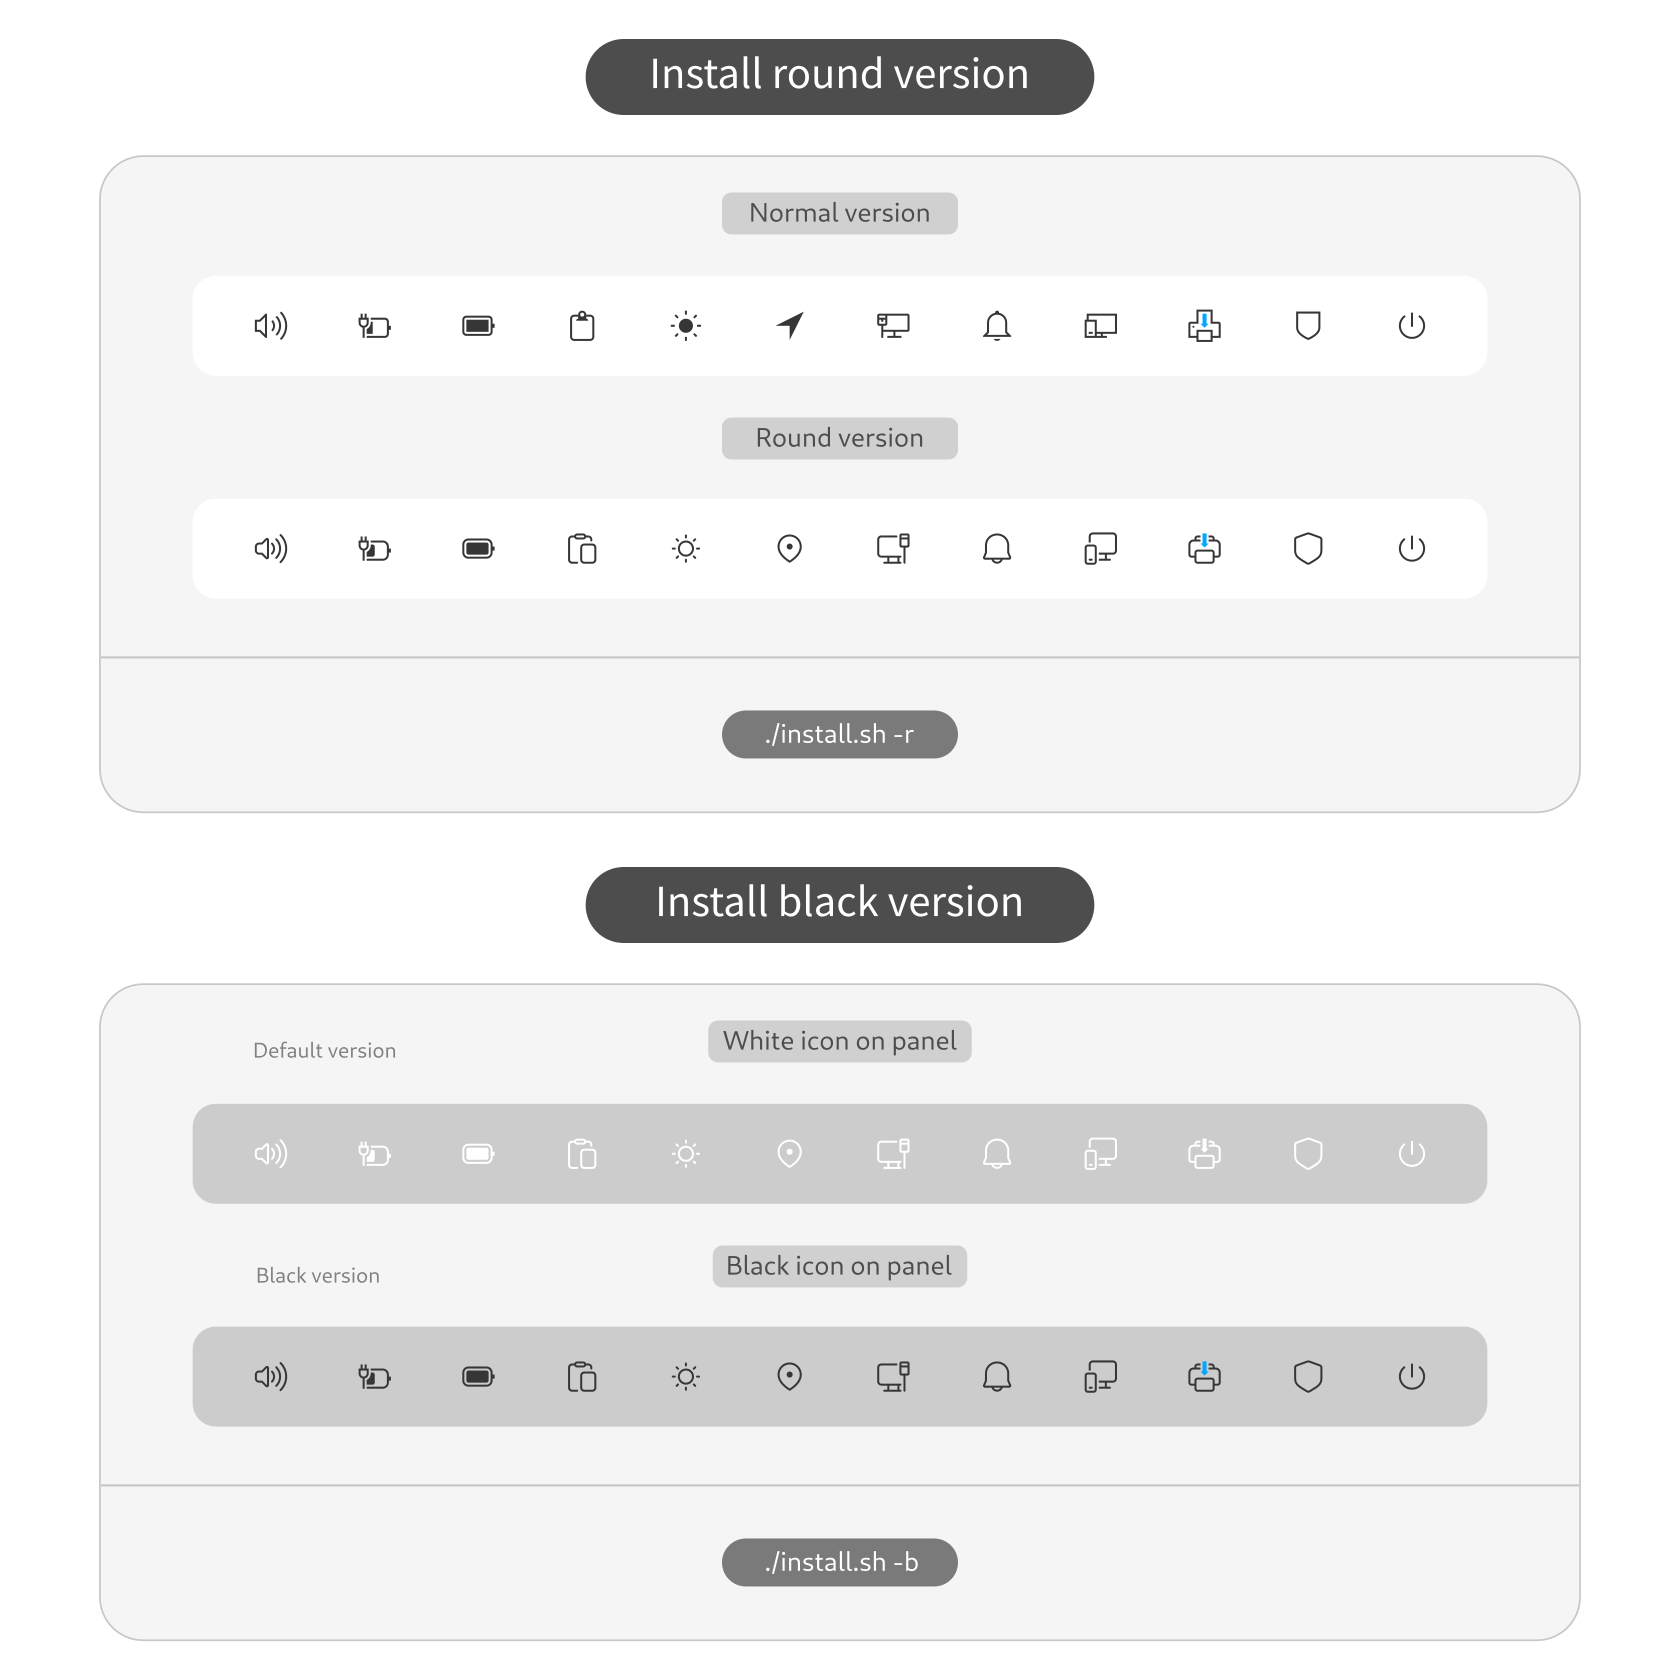 Install round version
Normal version
Round version
./install.sh -r
Install black version
Default version
White icon on panel
Black version
Black icon on panel
./install.sh -b